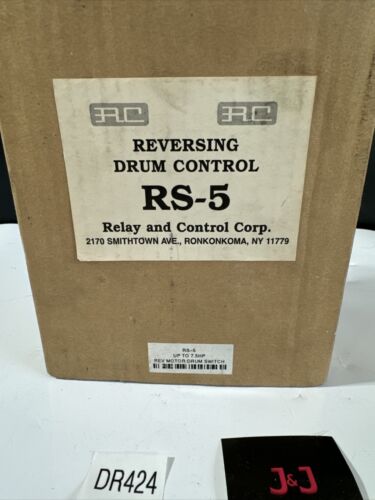 RC RC
REVERSING
DRUM CONTROL
RS-5
Relay and Control Corp.
2170 SMITHTOWN AVE., RONKONKOMA, NY 11779
RS-5
UP TO 7.5HP
REV MOTOR DRUM SWITCH
DR424
J&J